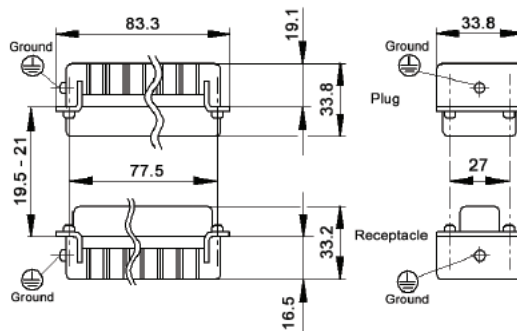 83.3
19.1
33.8
Ground
Ground
Plug
33.8
19.5 - 21
77.5
27
Receptacle
33.2
Ground
Ground
16.5